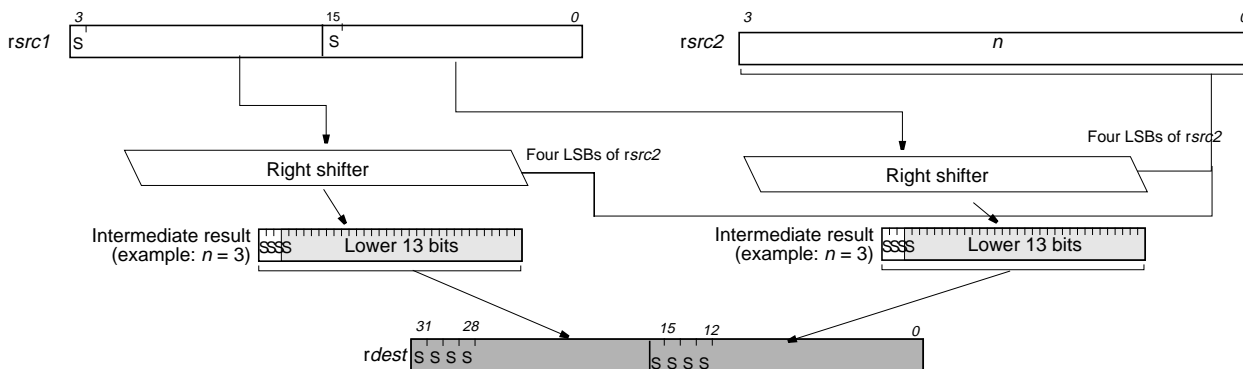 3 15 0 3 0
S S
rsrc1 rsrc2 n
Four LSBs of rsrc2
Four LSBs of rsrc2
Right shifter Right shifter
Intermediate result
(example: n = 3)
SSSS Lower 13 bits
Intermediate result
(example: n = 3)
SSSS Lower 13 bits
31 28 15 12 0
rdest S S S S S S S S